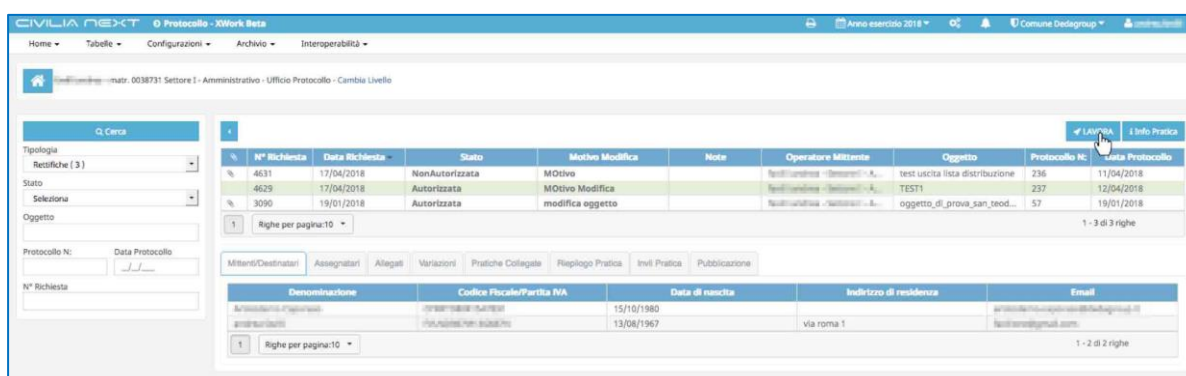 CIVILIA NEXT Protocollo - XWork Beta Anno esercizio 2018 Comune Dedagroup
Home Tabelle Configurazioni Archivio Interoperabilità
matr. 0038731 Settore I - Amministrativo - Ufficio Protocollo - Cambia Livello
Cerca
Tipologia
Rettifiche ( 3 )
Stato
Seleziona
Oggetto
Protocollo N: Data Protocollo
_/_/___
N° Richiesta
LAVORA i Info Pratica
N° Richiesta Data Richiesta Stato Motivo Modifica Note Operatore Mittente Oggetto Protocollo N: Data Protocollo
4631 17/04/2018 NonAutorizzata MOtivo test uscita lista distribuzione 236 11/04/2018
4629 17/04/2018 Autorizzata MOtivo Modifica TEST1 237 12/04/2018
3090 19/01/2018 Autorizzata modifica oggetto oggetto_di_prova_san_teod... 57 19/01/2018
1 Righe per pagina:10 1 - 3 di 3 righe
Mittenti/Destinatari Assegnatari Allegati Variazioni Pratiche Collegate Riepilogo Pratica Invii Pratica Pubblicazione
Denominazione Codice Fiscale/Partita IVA Data di nascita Indirizzo di residenza Email
15/10/1980
13/08/1967 via roma 1
1 Righe per pagina:10 1 - 2 di 2 righe